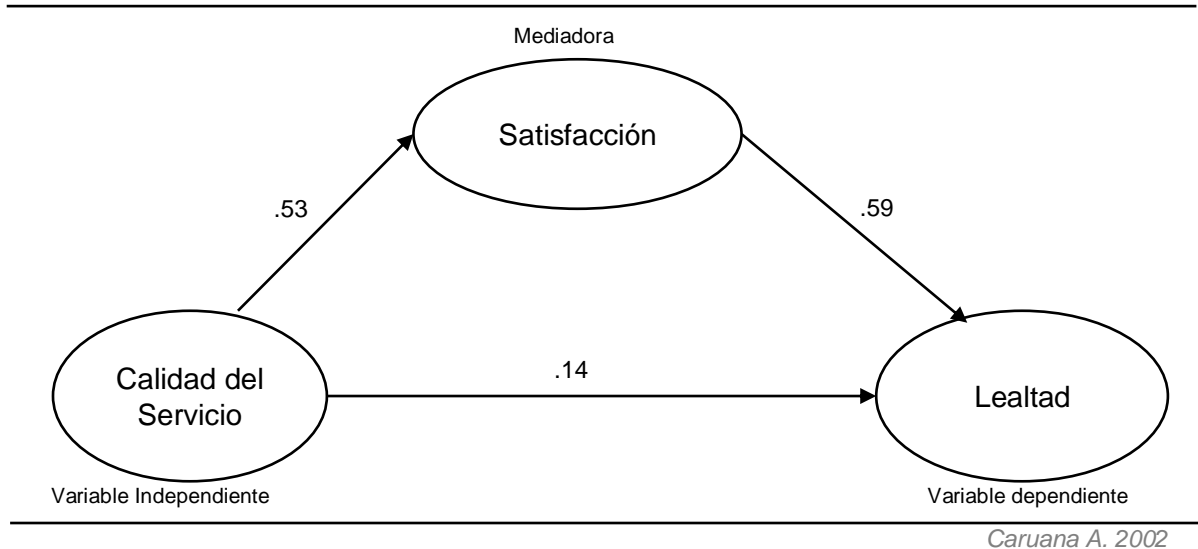 Mediadora
Satisfacción
.53
.59
Calidad del
Servicio
.14
Lealtad
Variable Independiente
Variable dependiente
Caruana A. 2002